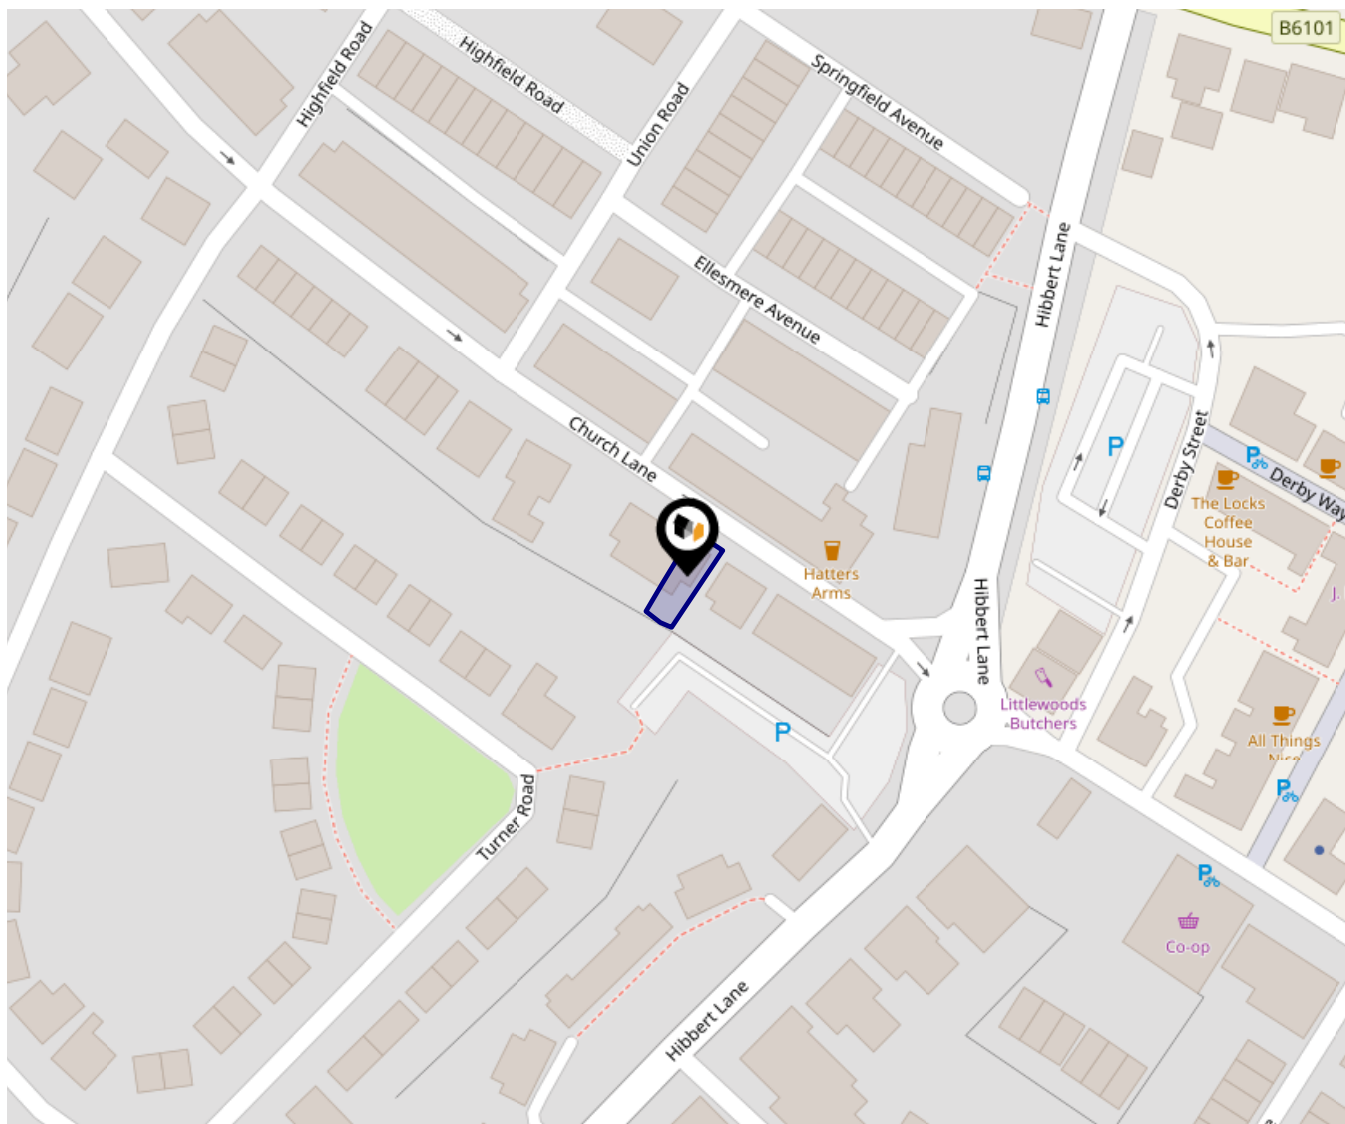 B6101
Highfield Road
Highfield Road
Union Road
Springfield Avenue
Hibbert Lane
Ellesmere Avenue
Church Lane
Derby Street
P
P
Derby Way
The Locks
Coffee
House
& Bar
Hatters
Arms
J.
Hibbert Lane
Littlewoods
Butchers
P
All Things
Nice
P
Turner Road
P
Co-op
Hibbert Lane